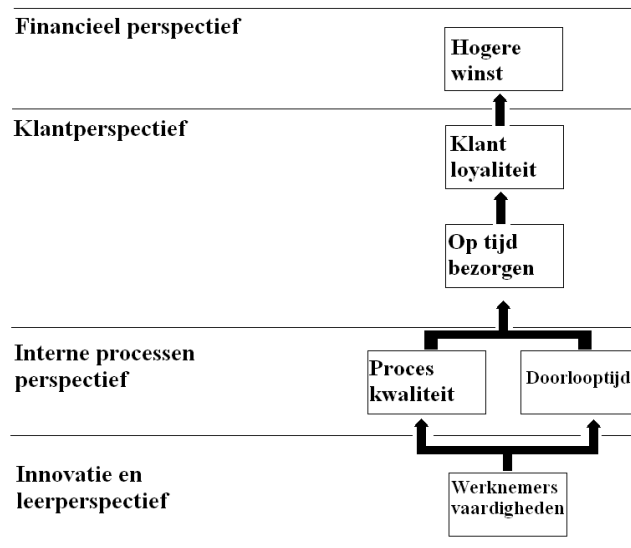 Financieel perspectief
Hogere
winst
Klantperspectief
Klant
loyaliteit
Op tijd
bezorgen
Interne processen
perspectief
Proces
kwaliteit
Doorlooptijd
Innovatie en
leerperspectief
Werknemers
vaardigheden